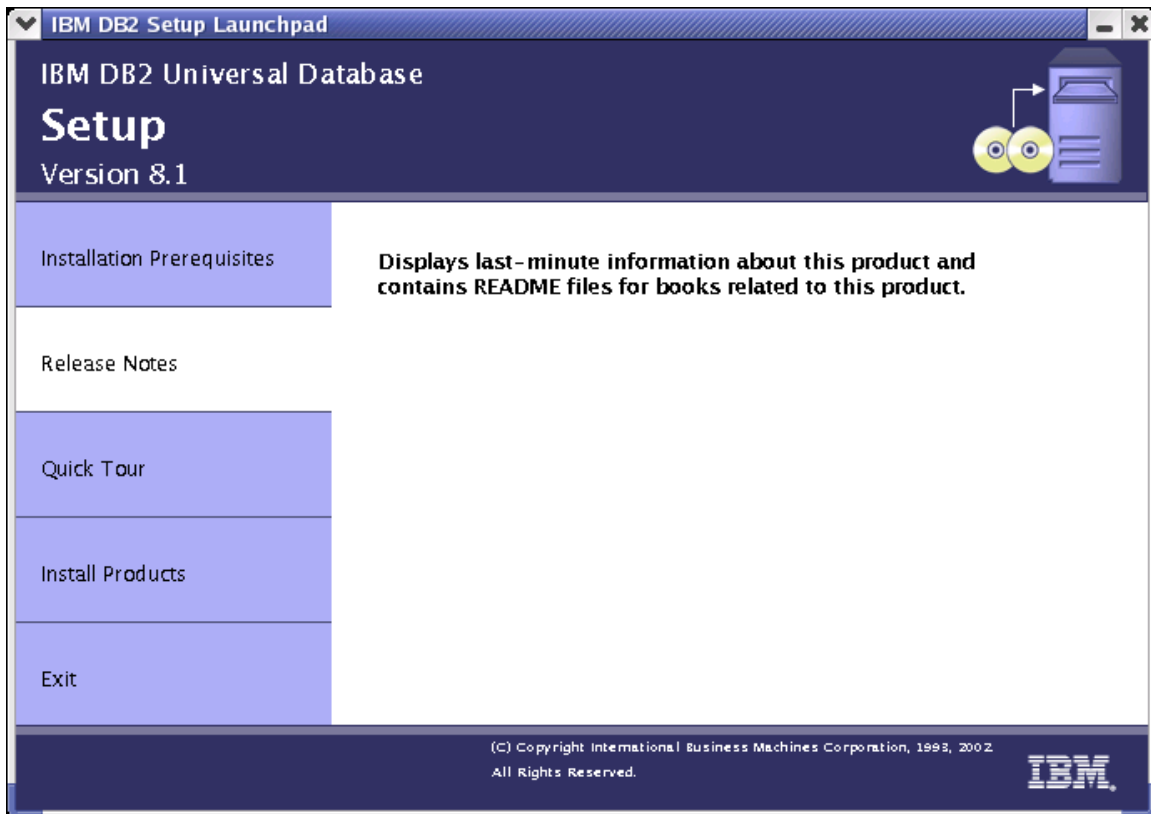 IBM DB2 Setup Launchpad
IBM DB2 Universal Database
Setup
Version 8.1
Installation Prerequisites
Release Notes
Quick Tour
Install Products
Exit
Displays last-minute information about this product and
contains README files for books related to this product.
(C) Copyright International Business Machines Corporation, 1993, 2002
All Rights Reserved.
IBM.